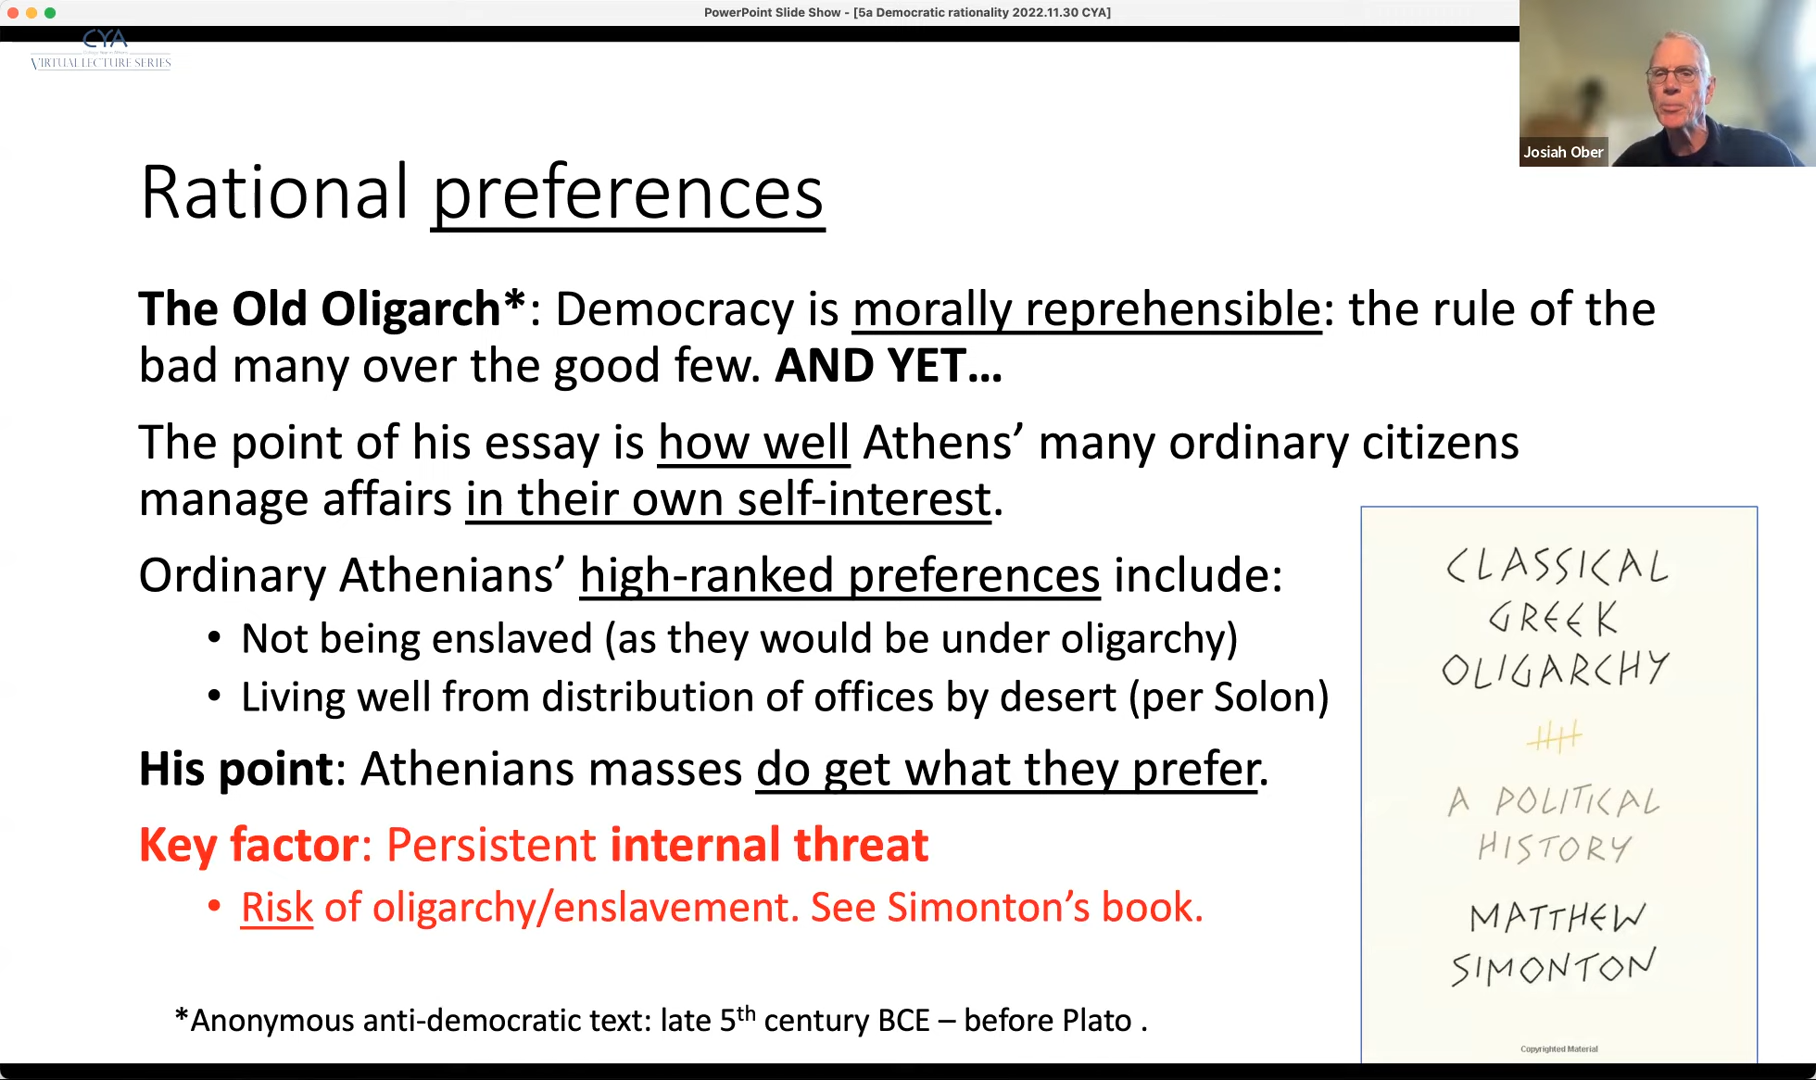 PowerPoint Slide Show - [5a Democratic rationality 2022.11.30 CYA]
CYA
VIRTUAL LECTURE SERIES
Josiah Ober
Rational preferences
The Old Oligarch*: Democracy is morally reprehensible: the rule of the
bad many over the good few. AND YET...
The point of his essay is how well Athens’ many ordinary citizens
manage affairs in their own self-interest.
Ordinary Athenians’ high-ranked preferences include:
• Not being enslaved (as they would be under oligarchy)
• Living well from distribution of offices by desert (per Solon)
His point: Athenians masses do get what they prefer.
Key factor: Persistent internal threat
• Risk of oligarchy/enslavement. See Simonton’s book.
*Anonymous anti-democratic text: late 5th century BCE – before Plato .
CLASSICAL
GREEK
OLIGARCHY
A POLITICAL
HISTORY
MATTHEW
SIMONTON
Copyrighted Material